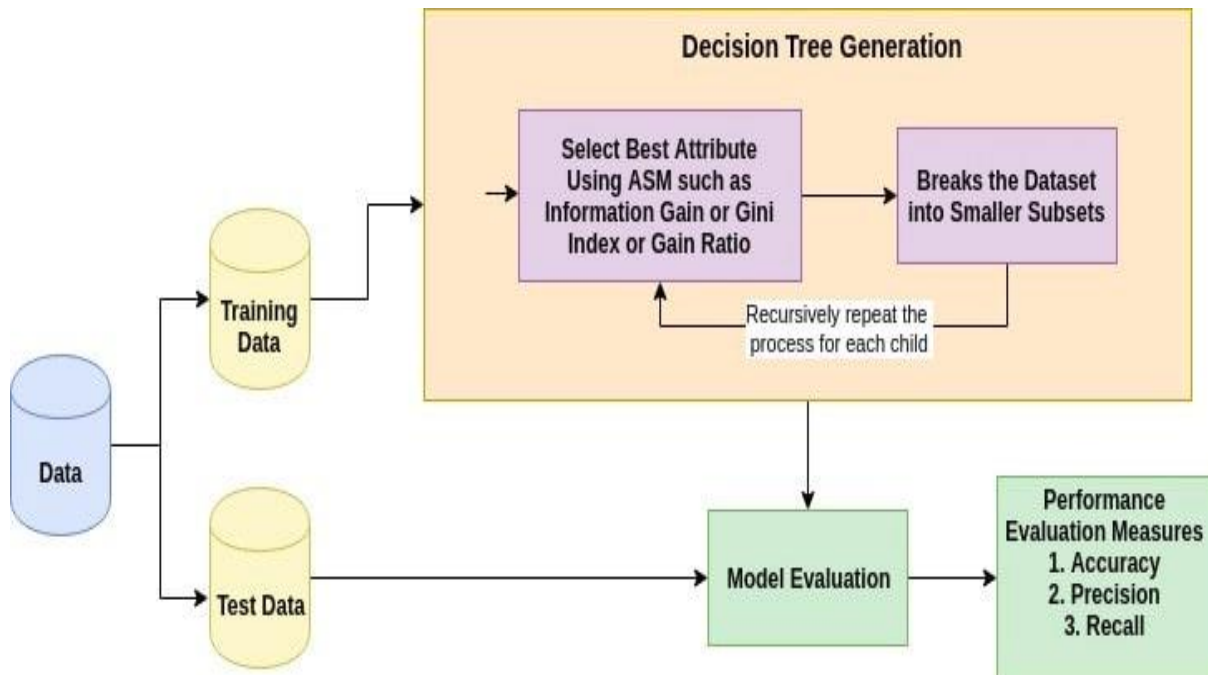 Decision Tree Generation
Select Best Attribute
Using ASM such as
Information Gain or Gini
Index or Gain Ratio
Breaks the Dataset
into Smaller Subsets
Recursively repeat the
process for each child
Training
Data
Data
Test Data
Model Evaluation
Performance
Evaluation Measures
1. Accuracy
2. Precision
3. Recall